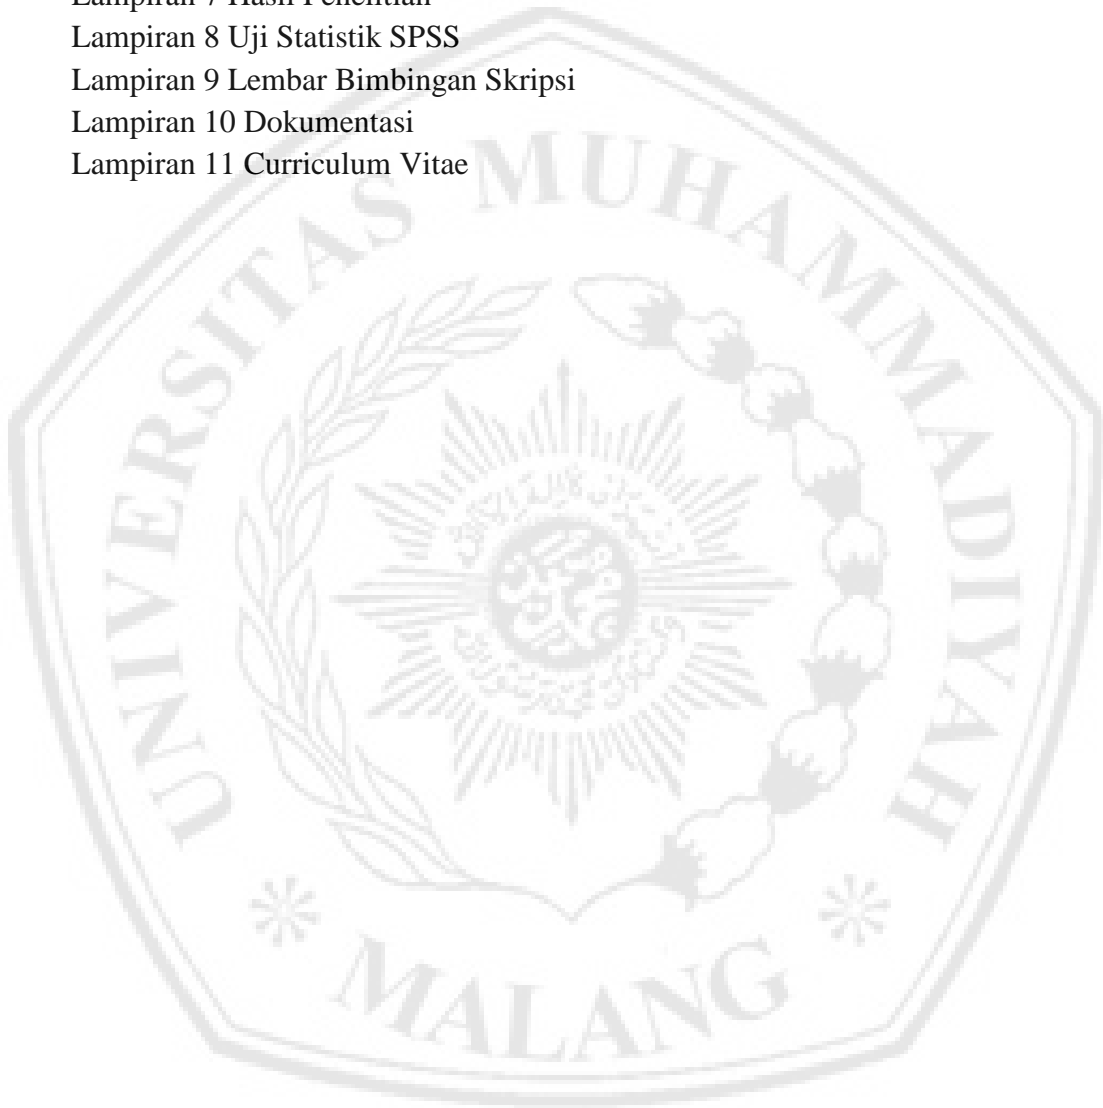 Lampiran 7 Hasil Penelitian
Lampiran 8 Uji Statistik SPSS
Lampiran 9 Lembar Bimbingan Skripsi
Lampiran 10 Dokumentasi
Lampiran 11 Curriculum Vitae
UNIVERSITAS MUHAMMADIYAH
MALANG